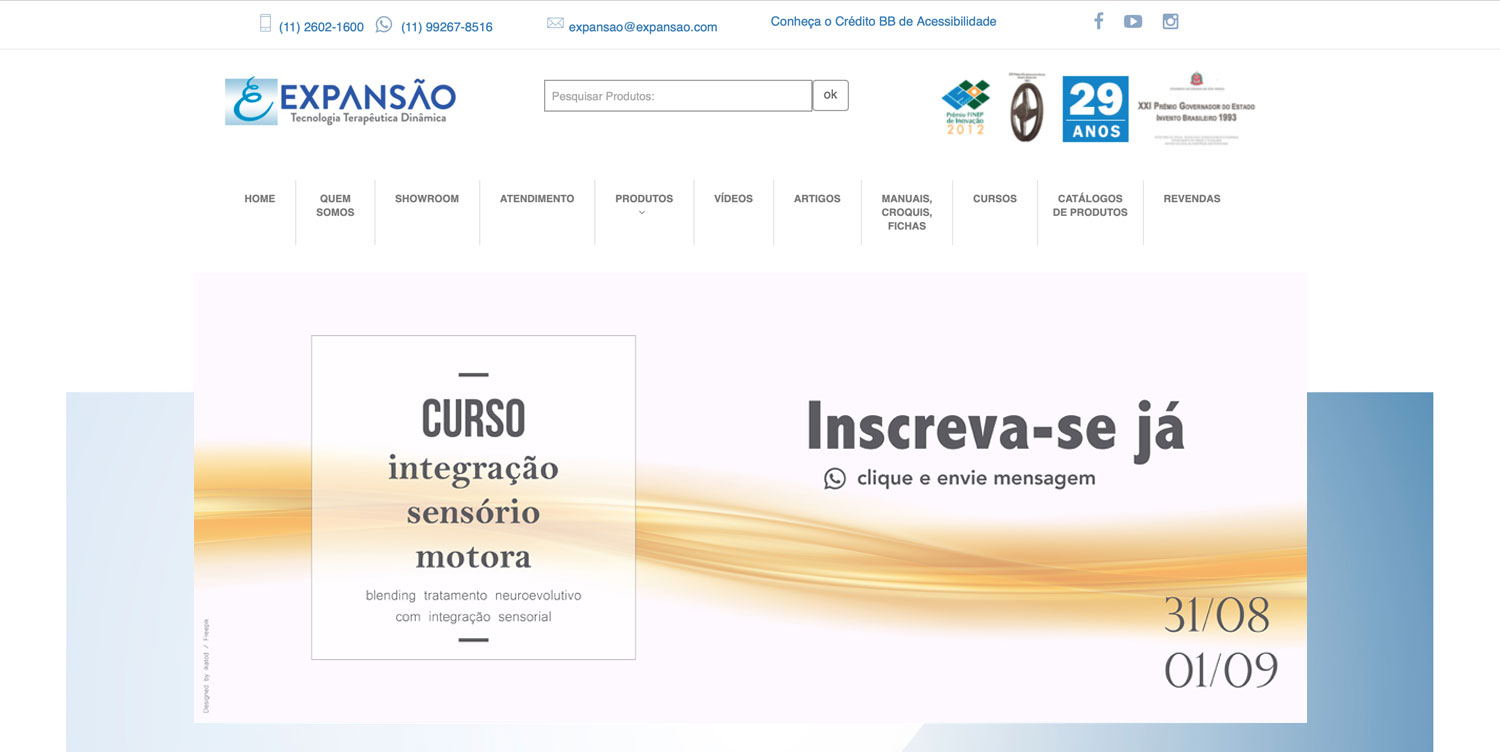 (11) 2602-1600 (11) 99267-8516 expansao@expansao.com Conheça o Crédito BB de Acessibilidade
EXPANSÃO
Tecnologia Terapêutica Dinâmica
Pesquisar Produtos: ok
Prêmio FINEP
de Inovação
2012
29
ANOS
XXI Prêmio Governador do Estado
Invento Brasileiro 1993
HOME
QUEM
SOMOS
SHOWROOM
ATENDIMENTO
PRODUTOS
VÍDEOS
ARTIGOS
MANUAIS,
CROQUIS,
FICHAS
CURSOS
CATÁLOGOS
DE PRODUTOS
REVENDAS
CURSO
integração
sensório
motora
blending tratamento neuroevolutivo
com integração sensorial
Inscreva-se já
clique e envie mensagem
31/08
01/09
Designed by ikatod / Freepik